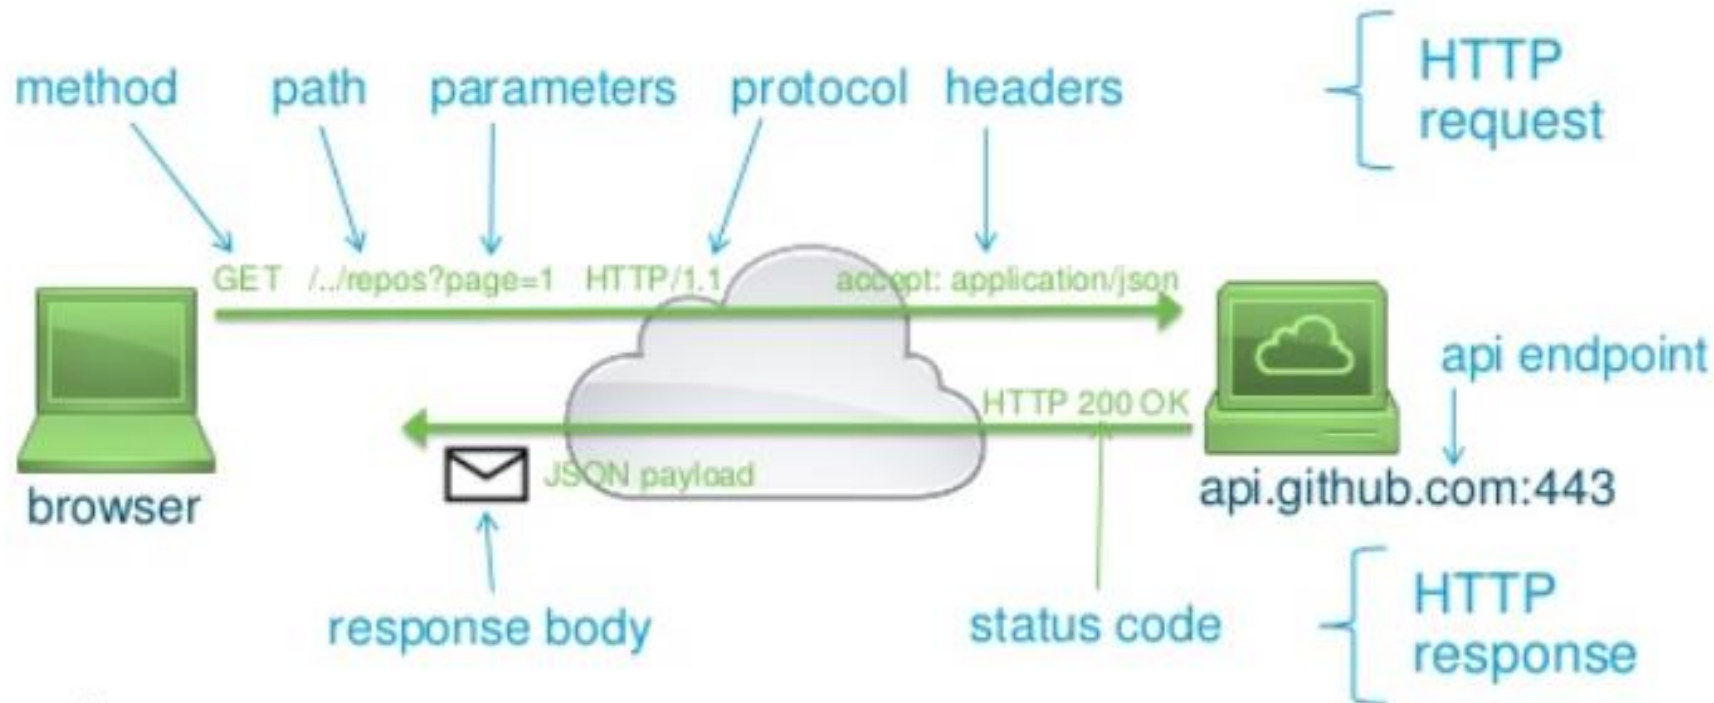 HTTP
request
method path parameters protocol headers
GET /../repos?page=1 HTTP/1.1 accept: application/json
api endpoint
HTTP 200 OK
JSON payload
browser
api.github.com:443
response body
status code
HTTP
response